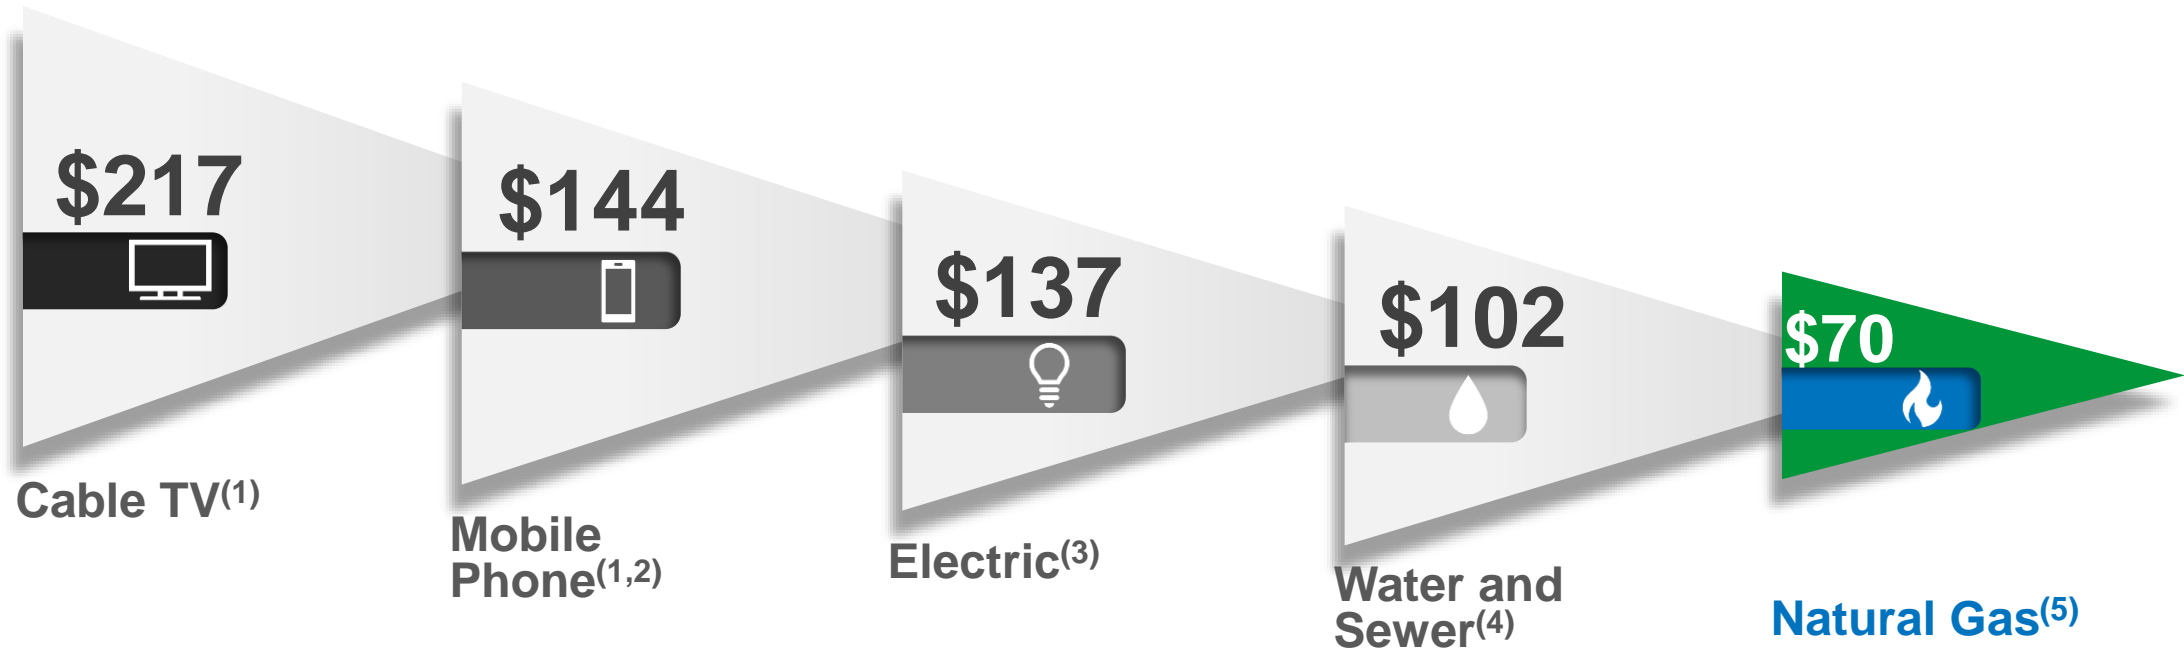 $217
Cable TV(1)
$144
Mobile
Phone(1,2)
$137
Electric(3)
$102
Water and
Sewer(4)
$70
Natural Gas(5)